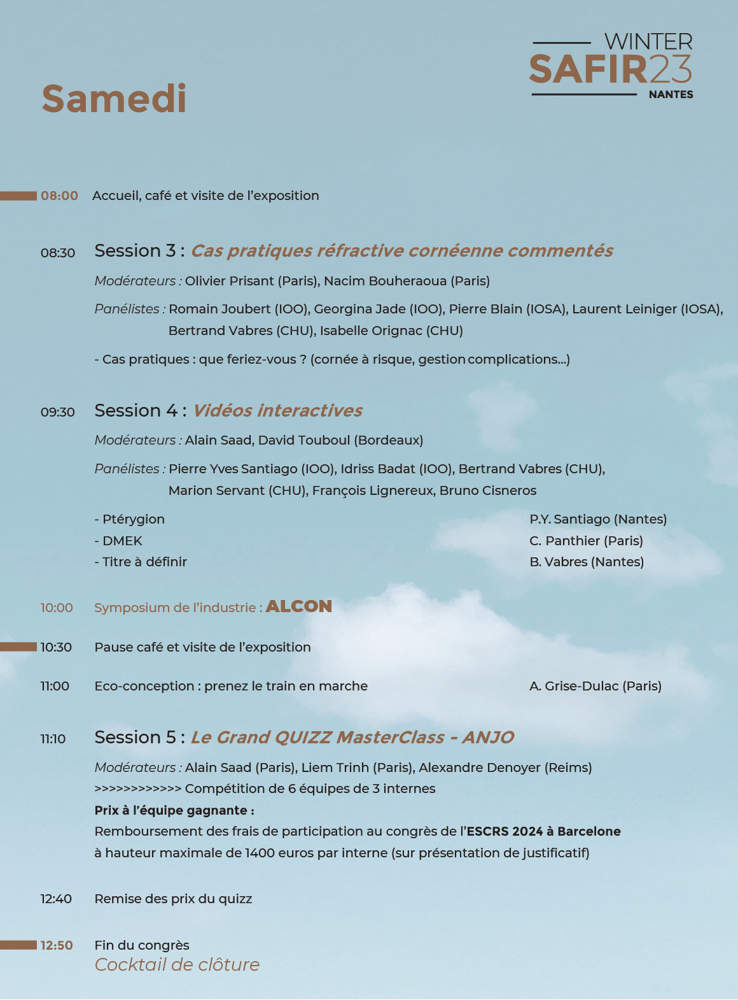 WINTER
SAFIR23
NANTES
Samedi
08:00 Accueil, café et visite de l’exposition
08:30 Session 3 : Cas pratiques réfractive cornéenne commentés
Modérateurs : Olivier Prisant (Paris), Nacim Bouheraoua (Paris)
Panélistes : Romain Joubert (IOO), Georgina Jade (IOO), Pierre Blain (IOSA), Laurent Leiniger (IOSA),
Bertrand Vabres (CHU), Isabelle Orignac (CHU)
- Cas pratiques : que feriez-vous ? (cornée à risque, gestion complications...)
09:30 Session 4 : Vidéos interactives
Modérateurs : Alain Saad, David Touboul (Bordeaux)
Panélistes : Pierre Yves Santiago (IOO), Idriss Badat (IOO), Bertrand Vabres (CHU),
Marion Servant (CHU), François Lignereux, Bruno Cisneros
- Ptérygion P.Y. Santiago (Nantes)
- DMEK C. Panthier (Paris)
- Titre à définir B. Vabres (Nantes)
10:00 Symposium de l’industrie : ALCON
10:30 Pause café et visite de l’exposition
11:00 Eco-conception : prenez le train en marche A. Grise-Dulac (Paris)
11:10 Session 5 : Le Grand QUIZZ MasterClass - ANJO
Modérateurs : Alain Saad (Paris), Liem Trinh (Paris), Alexandre Denoyer (Reims)
>>>>>>>>>>>> Compétition de 6 équipes de 3 internes
Prix à l’équipe gagnante :
Remboursement des frais de participation au congrès de l’ESCRS 2024 à Barcelone
à hauteur maximale de 1400 euros par interne (sur présentation de justificatif)
12:40 Remise des prix du quizz
12:50 Fin du congrès
Cocktail de clôture